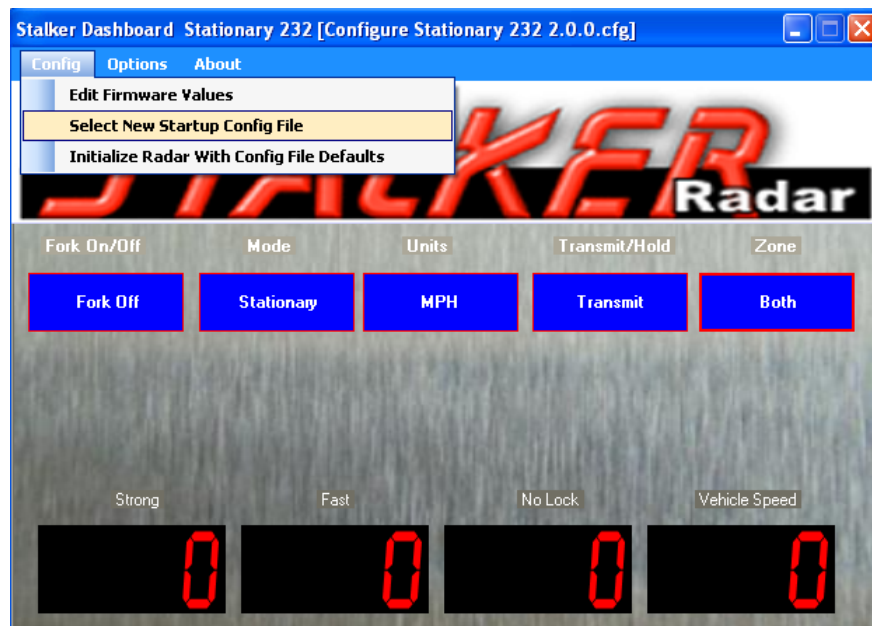 Stalker Dashboard Stationary 232 [Configure Stationary 232 2.0.0.cfg]
Config Options About
Edit Firmware Values
Select New Startup Config File
Initialize Radar With Config File Defaults
STALKER
Radar
Fork On/Off Mode Units Transmit/Hold Zone
Fork Off Stationary MPH Transmit Both
Strong Fast No Lock Vehicle Speed
0 0 0 0